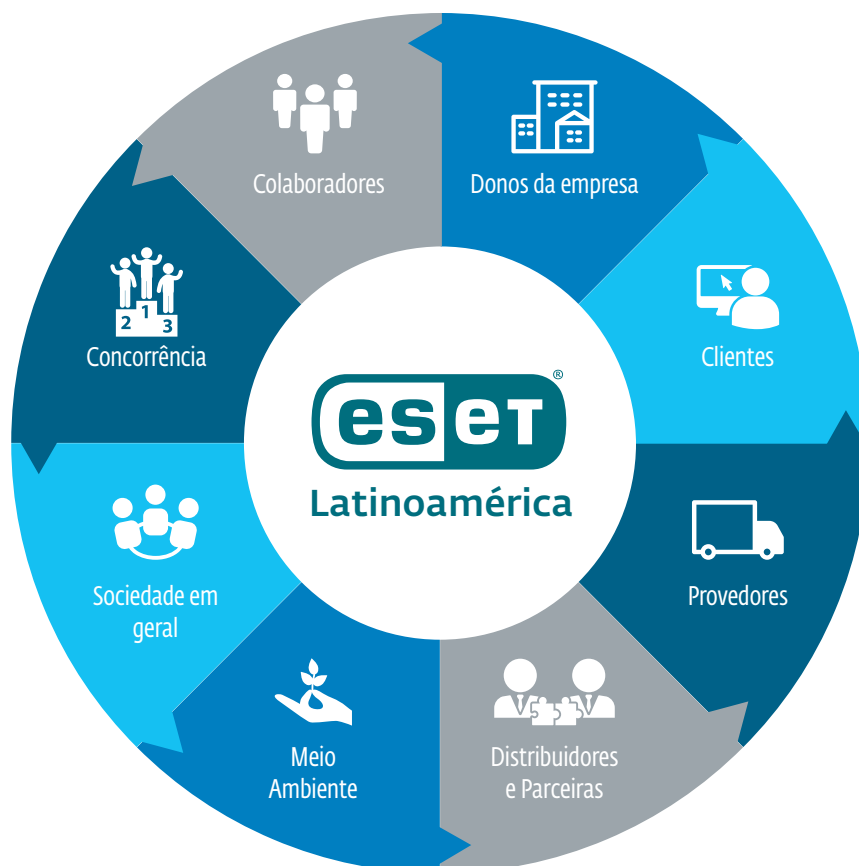 Colaboradores
Donos da empresa
Clientes
2 1 3
Concorrência
eset®
Latinoamérica
Provedores
Sociedade em
geral
Distribuidores
e Parceiras
Meio
Ambiente